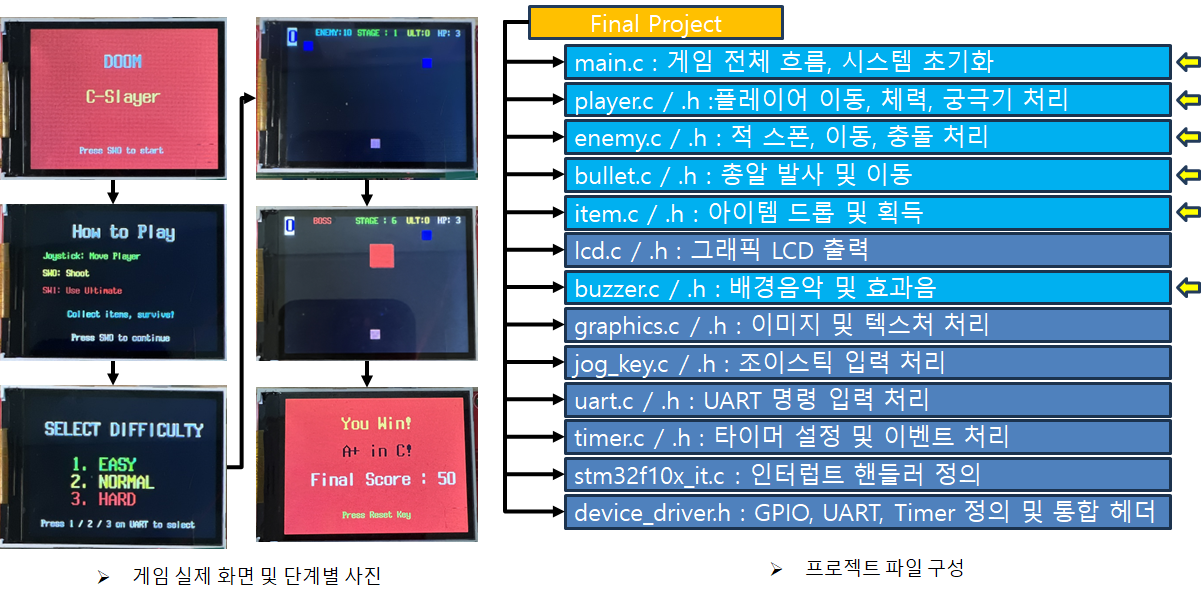 DOOM
C-Slayer
Press SW0 to start
How to Play
Joystick: Move Player
SW0: Shoot
SW1: Use Ultimate
Collect items, survive!
Press SW0 to continue
SELECT DIFFICULTY
1. EASY
2. NORMAL
3. HARD
Press 1 / 2 / 3 on UART to select
0 ENEMY:10 STAGE : 1 ULT:0 HP: 3
0 BOSS STAGE : 6 ULT:0 HP: 3
You Win!
A+ in C!
Final Score : 50
Press Reset Key
➢ 게임 실제 화면 및 단계별 사진
Final Project
main.c : 게임 전체 흐름, 시스템 초기화
player.c / .h :플레이어 이동, 체력, 궁극기 처리
enemy.c / .h : 적 스폰, 이동, 충돌 처리
bullet.c / .h : 총알 발사 및 이동
item.c / .h : 아이템 드롭 및 획득
lcd.c / .h : 그래픽 LCD 출력
buzzer.c / .h : 배경음악 및 효과음
graphics.c / .h : 이미지 및 텍스처 처리
jog_key.c / .h : 조이스틱 입력 처리
uart.c / .h : UART 명령 입력 처리
timer.c / .h : 타이머 설정 및 이벤트 처리
stm32f10x_it.c : 인터럽트 핸들러 정의
device_driver.h : GPIO, UART, Timer 정의 및 통합 헤더
➢ 프로젝트 파일 구성